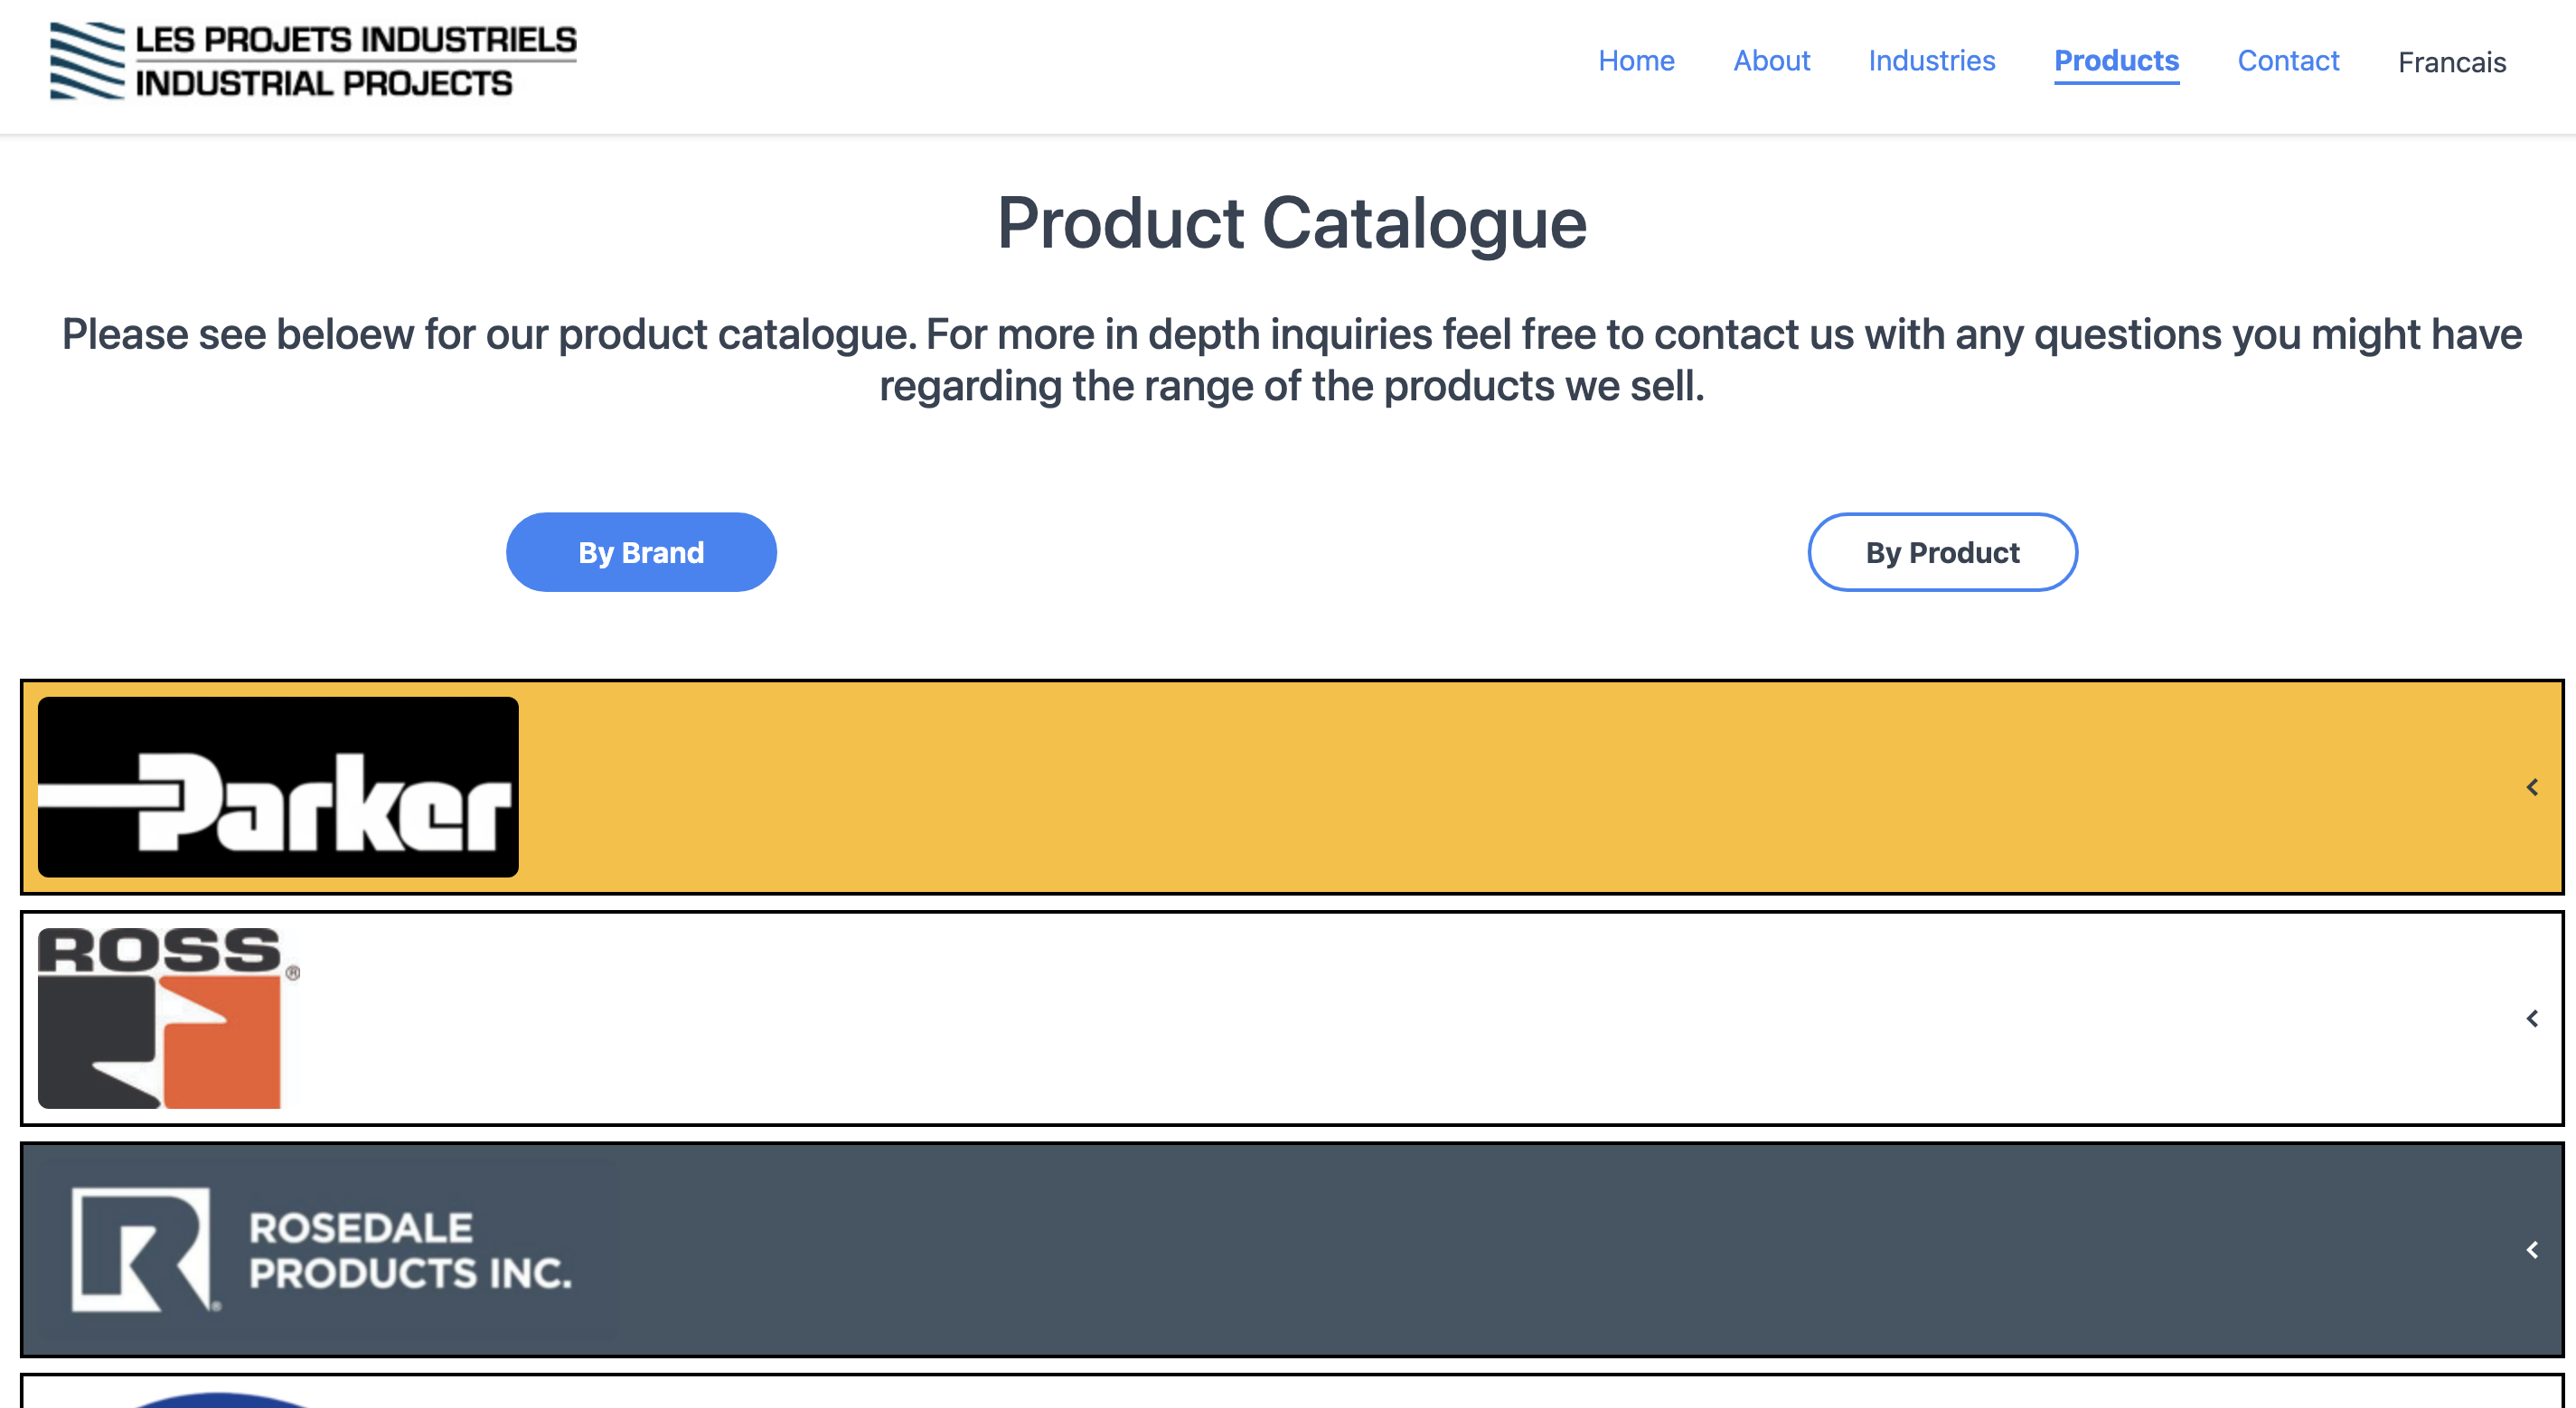 LES PROJETS INDUSTRIELS
INDUSTRIAL PROJECTS
Home About Industries Products Contact Francais
Product Catalogue
Please see beloew for our product catalogue. For more in depth inquiries feel free to contact us with any questions you might have
regarding the range of the products we sell.
By Brand
By Product
Parker
ROSS
®
ROSEDALE
PRODUCTS INC.
®